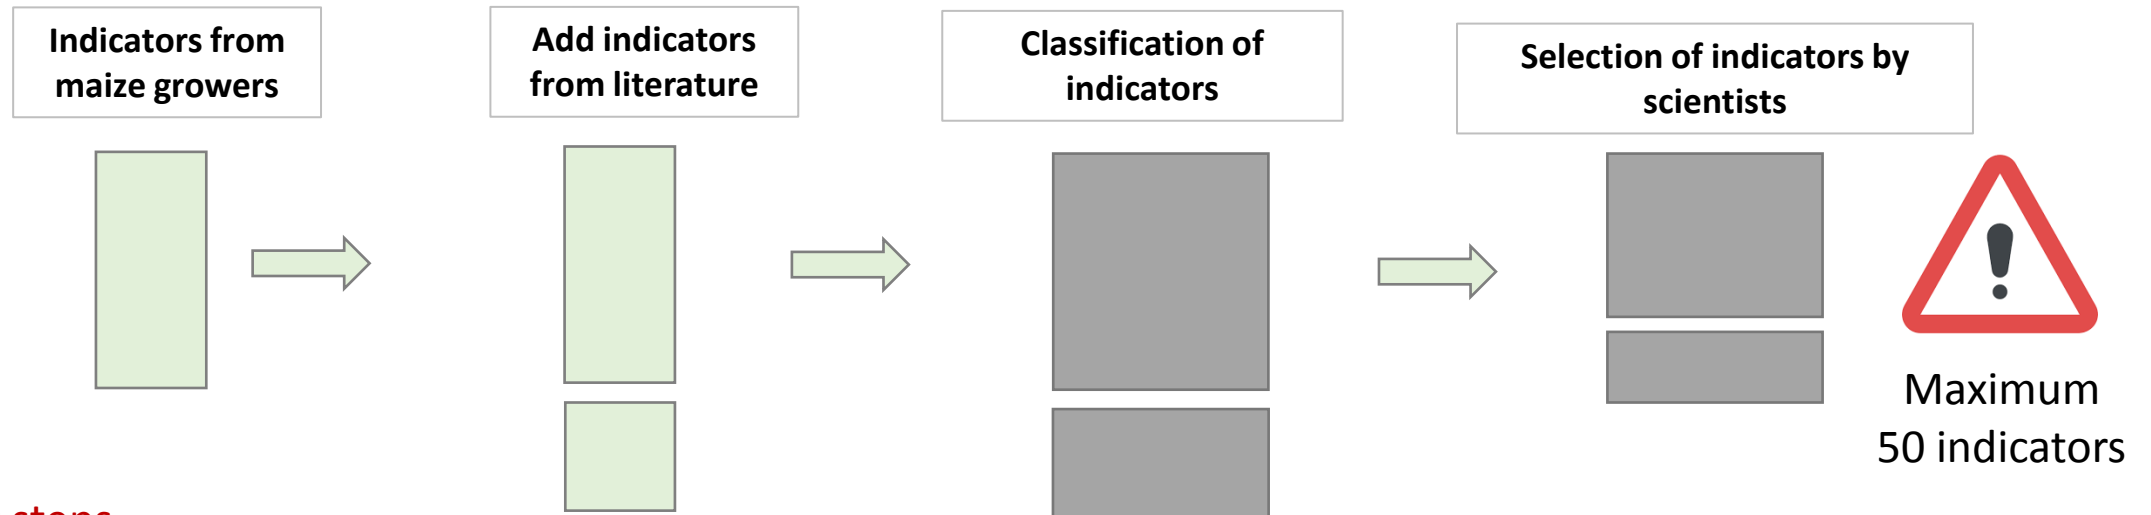 Indicators from
maize growers
Add indicators
from literature
Classification of
indicators
Selection of indicators by
scientists
Maximum
50 indicators